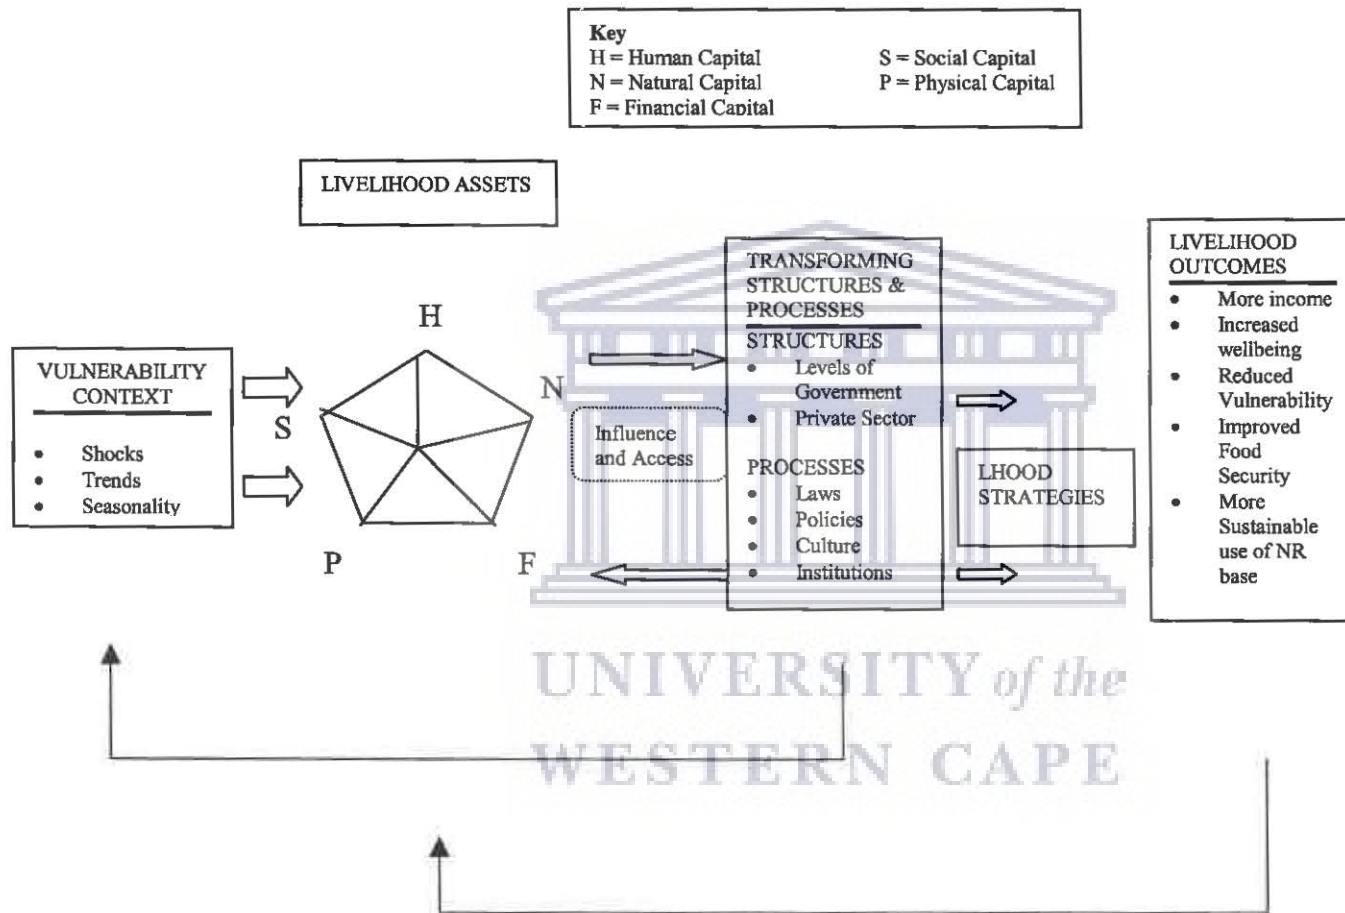 Key
H = Human Capital S = Social Capital
N = Natural Capital P = Physical Capital
F = Financial Capital
LIVELIHOOD ASSETS
H
N
S
P
F
VULNERABILITY
CONTEXT
• Shocks
• Trends
• Seasonality
Influence
and Access
TRANSFORMING
STRUCTURES &
PROCESSES
STRUCTURES
• Levels of
Government
• Private Sector
PROCESSES
• Laws
• Policies
• Culture
• Institutions
LHOOD
STRATEGIES
LIVELIHOOD
OUTCOMES
• More income
• Increased
wellbeing
• Reduced
Vulnerability
• Improved
Food
Security
• More
Sustainable
use of NR
base
UNIVERSITY of the
WESTERN CAPE